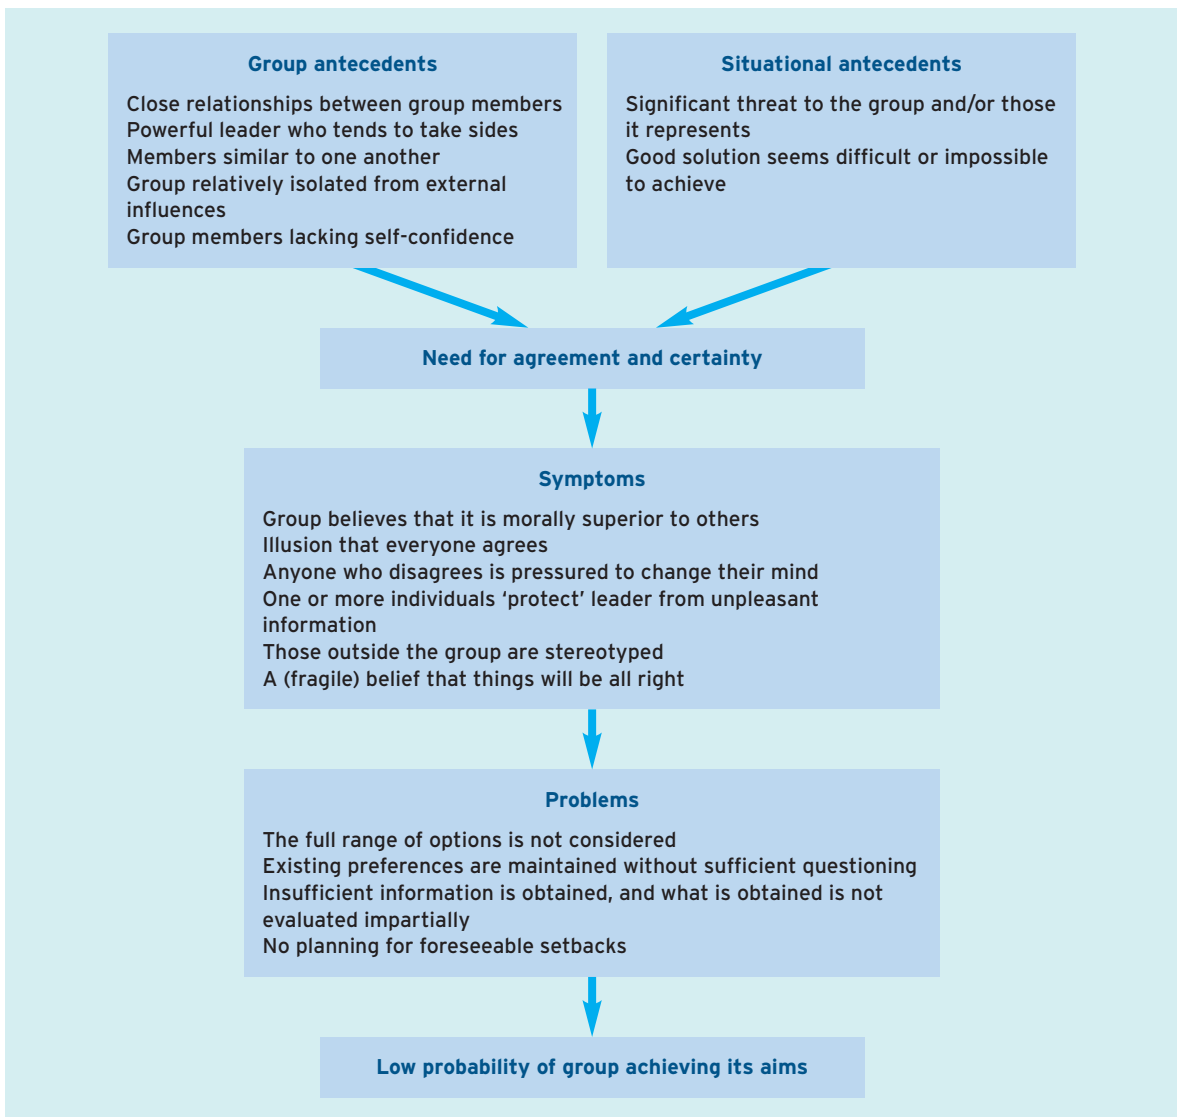 Group antecedents
Close relationships between group members
Powerful leader who tends to take sides
Members similar to one another
Group relatively isolated from external
influences
Group members lacking self-confidence
Situational antecedents
Significant threat to the group and/or those
it represents
Good solution seems difficult or impossible
to achieve
Need for agreement and certainty
Symptoms
Group believes that it is morally superior to others
Illusion that everyone agrees
Anyone who disagrees is pressured to change their mind
One or more individuals ‘protect’ leader from unpleasant
information
Those outside the group are stereotyped
A (fragile) belief that things will be all right
Problems
The full range of options is not considered
Existing preferences are maintained without sufficient questioning
Insufficient information is obtained, and what is obtained is not
evaluated impartially
No planning for foreseeable setbacks
Low probability of group achieving its aims